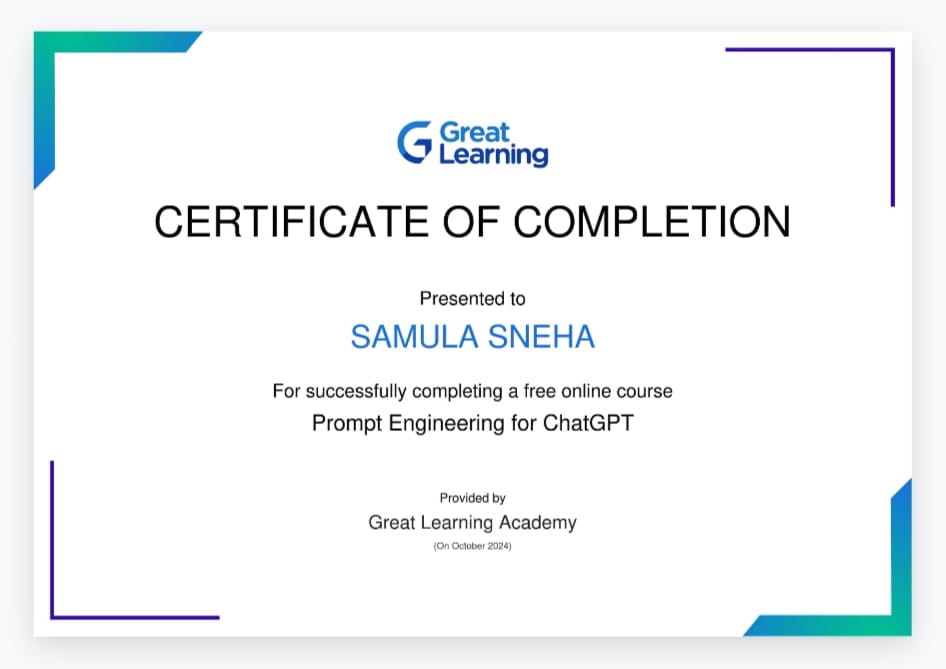 Great
Learning
CERTIFICATE OF COMPLETION
Presented to
SAMULA SNEHA
For successfully completing a free online course
Prompt Engineering for ChatGPT
Provided by
Great Learning Academy
(On October 2024)